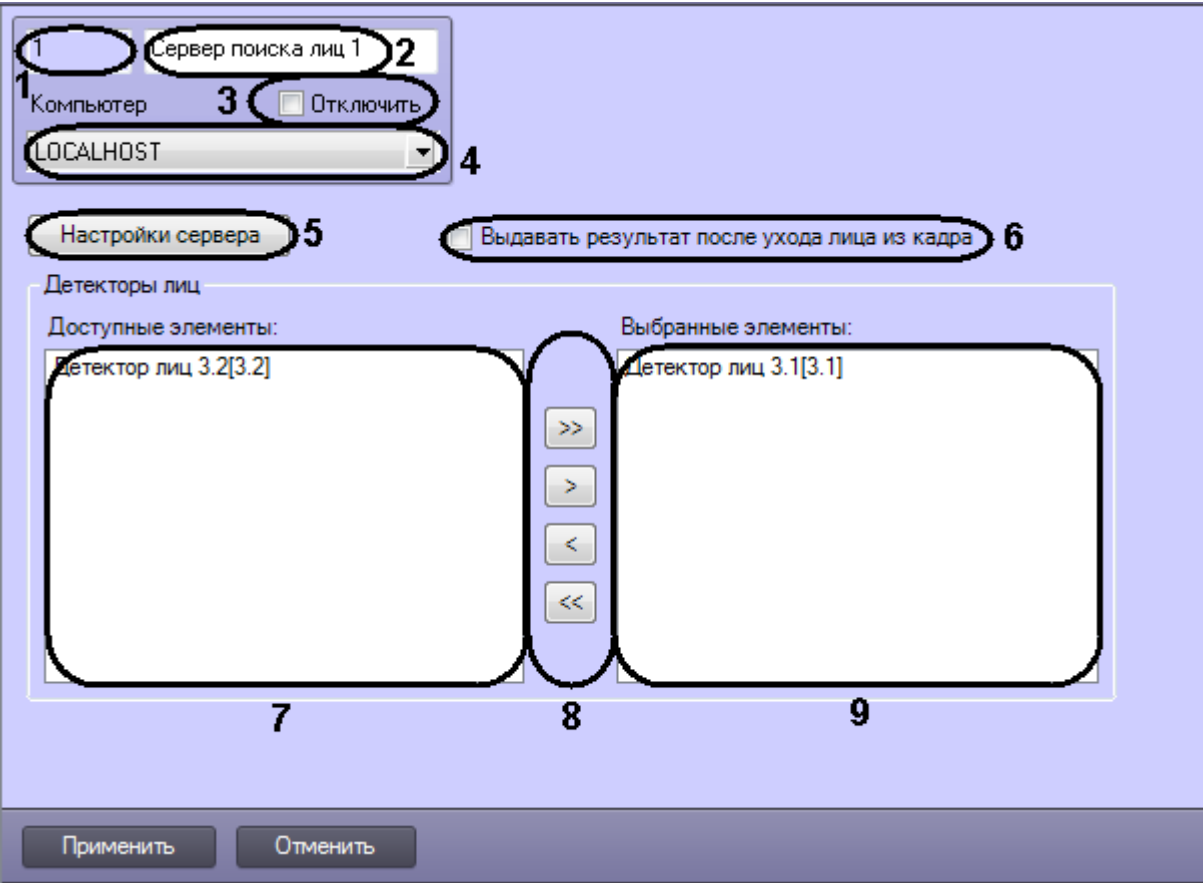 1 Сервер поиска лиц 1 2
1 Компьютер 3 Отключить
LOCALHOST 4
Настройки сервера 5 Выдавать результат после ухода лица из кадра 6
Детекторы лиц
Доступные элементы: Выбранные элементы:
Детектор лиц 3.2[3.2] Детектор лиц 3.1[3.1]
>>
>
<
<<
7 8 9
Применить Отменить